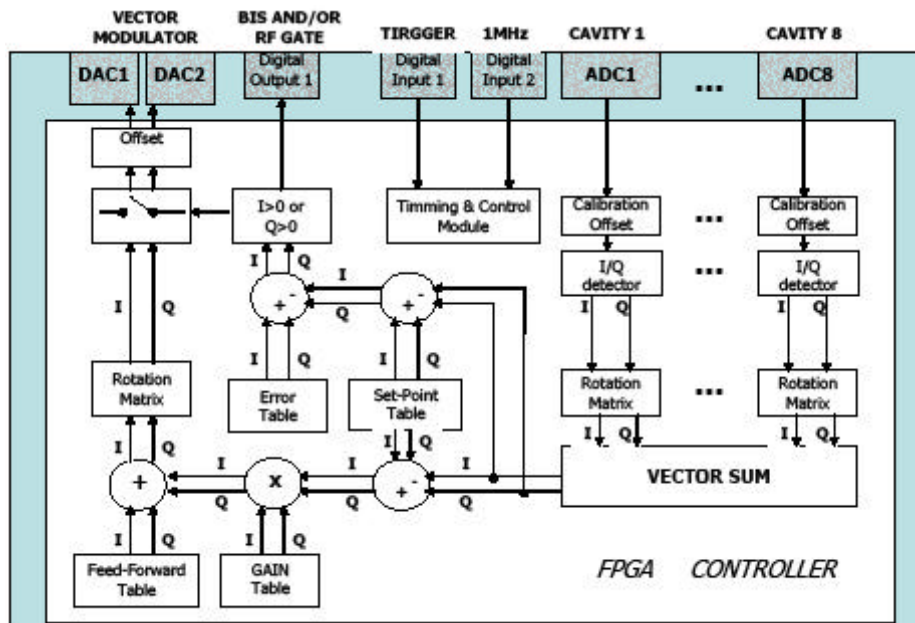 VECTOR MODULATOR
BIS AND/OR RF GATE
TIRGGER
1MHz
CAVITY 1
CAVITY 8
DAC1
DAC2
Digital Output 1
Digital Input 1
Digital Input 2
ADC1
...
ADC8
Offset
I>0 or Q>0
Timming & Control Module
Calibration Offset
...
Calibration Offset
I/Q detector
...
I/Q detector
I Q
I Q
I Q
+ -
I
Q
+ -
I Q
I Q
I Q
I Q
Rotation Matrix
Error Table
Set-Point Table
Rotation Matrix
...
Rotation Matrix
I Q
I Q
I Q
I Q
+
I
Q
x
I
Q
+ -
I
Q
VECTOR SUM
I Q
I Q
Feed-Forward Table
GAIN Table
FPGA CONTROLLER